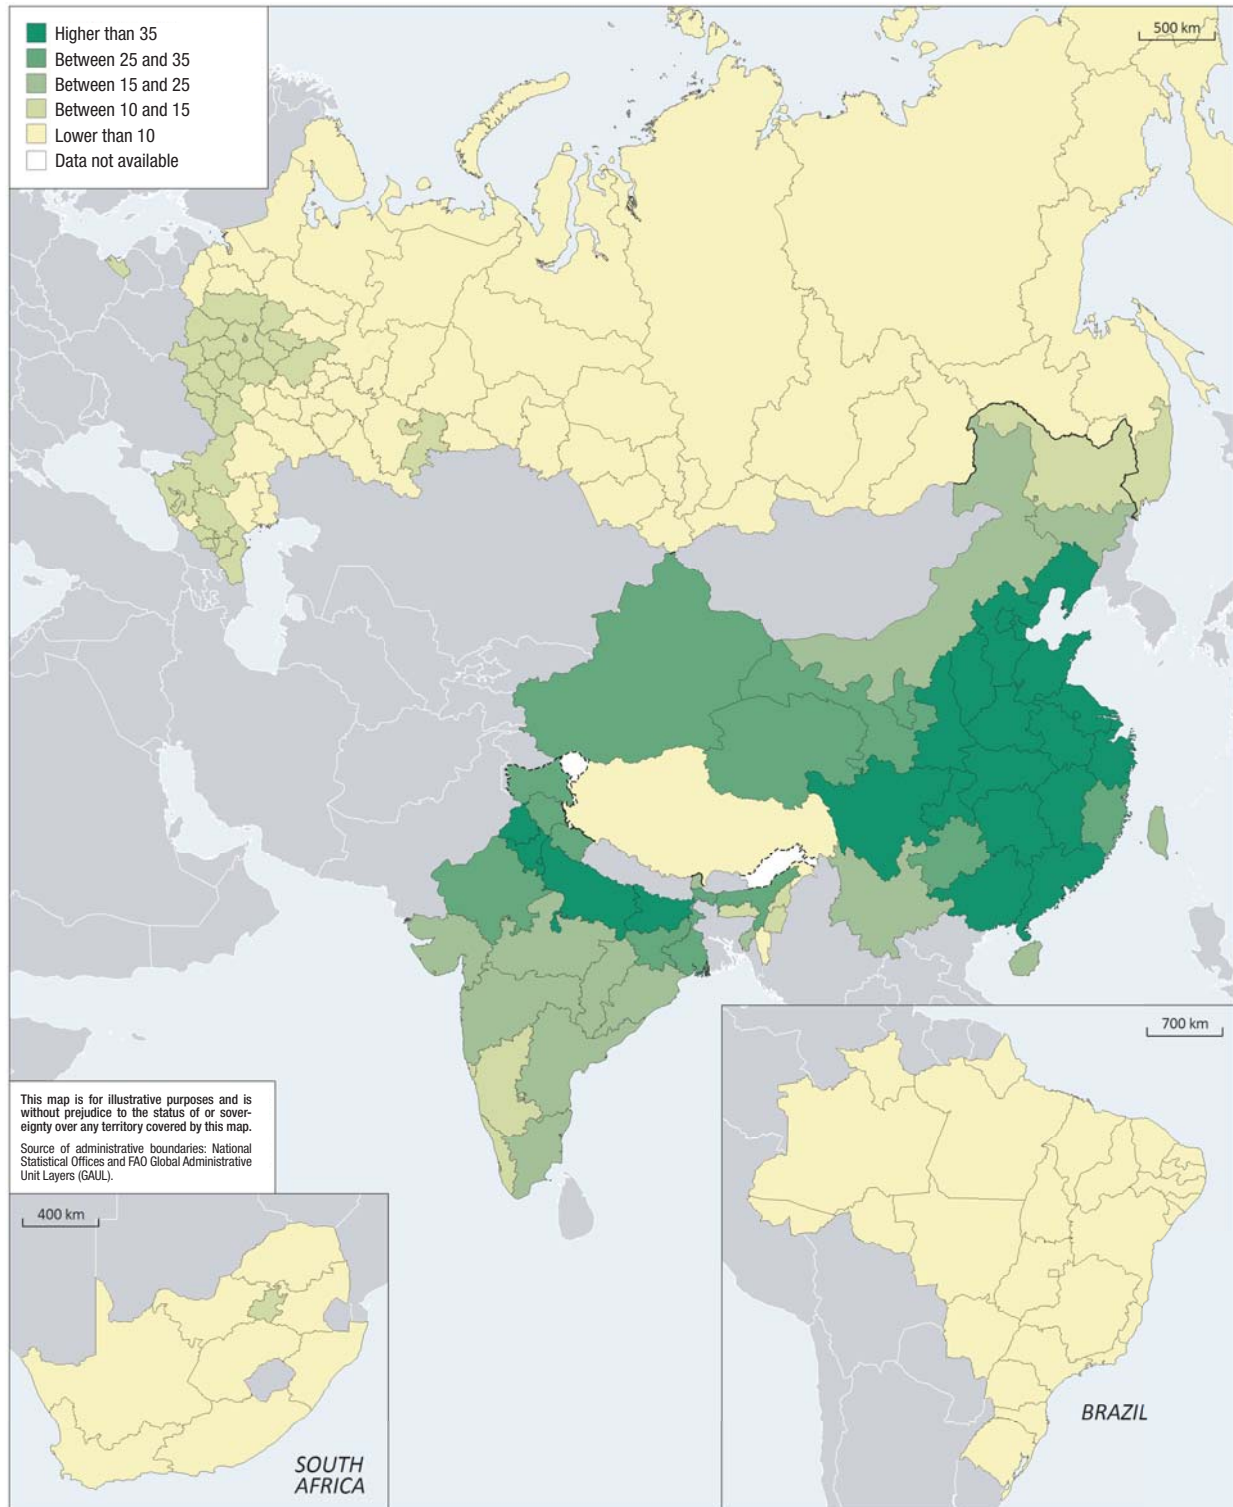 Higher than 35
Between 25 and 35
Between 15 and 25
Between 10 and 15
Lower than 10
Data not available
500 km
700 km
This map is for illustrative purposes and is
without prejudice to the status of or sover-
eignty over any territory covered by this map.
Source of administrative boundaries: National
Statistical Offices and FAO Global Administrative
Unit Layers (GAUL).
400 km
SOUTH
AFRICA
BRAZIL